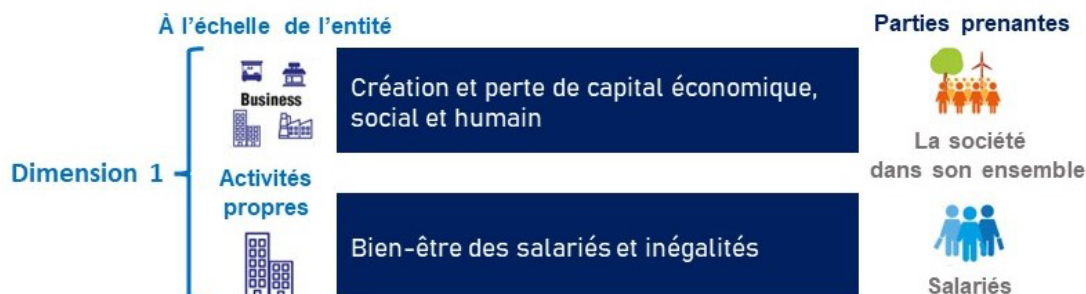 À l'échelle de l'entité
Parties prenantes
Business
Création et perte de capital économique,
social et humain
La société
dans son ensemble
Dimension 1
Activités
propres
Bien-être des salariés et inégalités
Salariés